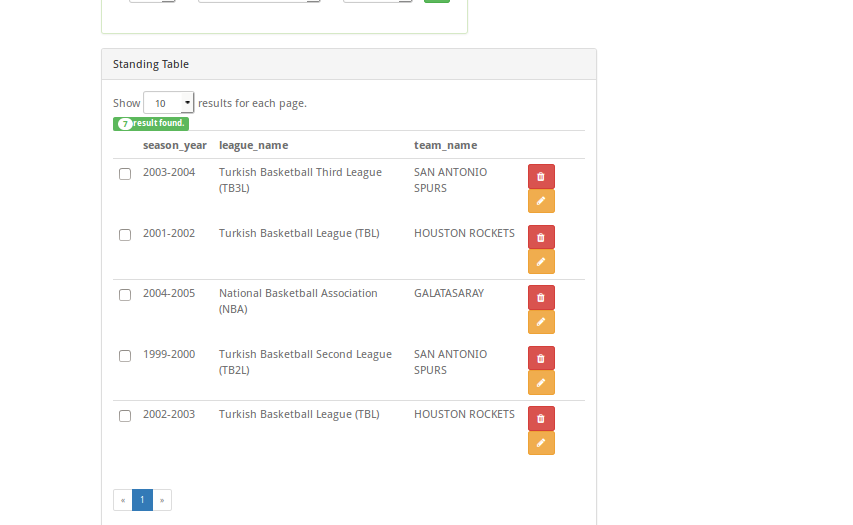 Standing Table
Show 10 results for each page.
7 result found.
season_year league_name team_name
2003-2004 Turkish Basketball Third League SAN ANTONIO
(TB3L) SPURS
2001-2002 Turkish Basketball League (TBL) HOUSTON ROCKETS
2004-2005 National Basketball Association GALATASARAY
(NBA)
1999-2000 Turkish Basketball Second League SAN ANTONIO
(TB2L) SPURS
2002-2003 Turkish Basketball League (TBL) HOUSTON ROCKETS
« 1 »